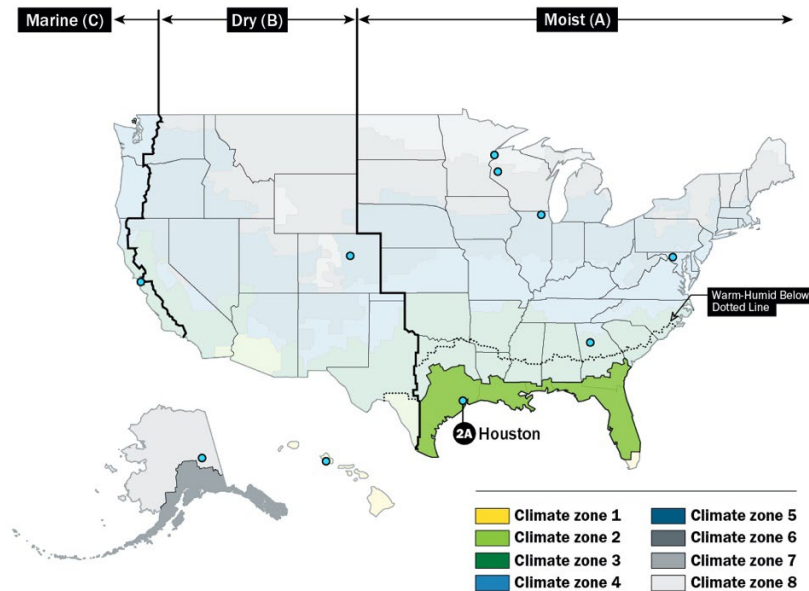 Marine (C)
Dry (B)
Moist (A)
Warm-Humid Below
Dotted Line
2A Houston
Climate zone 1
Climate zone 2
Climate zone 3
Climate zone 4
Climate zone 5
Climate zone 6
Climate zone 7
Climate zone 8